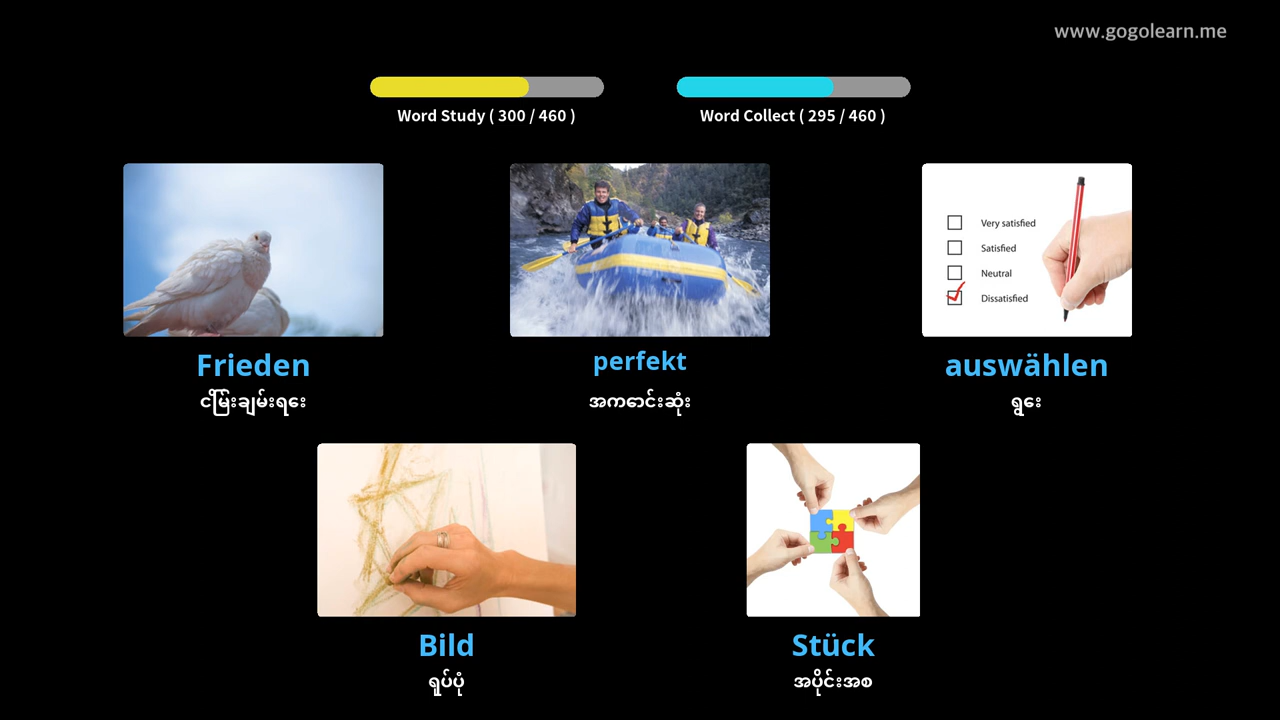 www.gogolearn.me
Word Study ( 300 / 460 )
Word Collect ( 295 / 460 )
Very satisfied
Satisfied
Neutral
Dissatisfied
Frieden
ငြိမ်းချမ်းရေး
perfekt
အကောင်းဆုံး
auswählen
ရွေး
Bild
ရုပ်ပုံ
Stück
အပိုင်းအစ